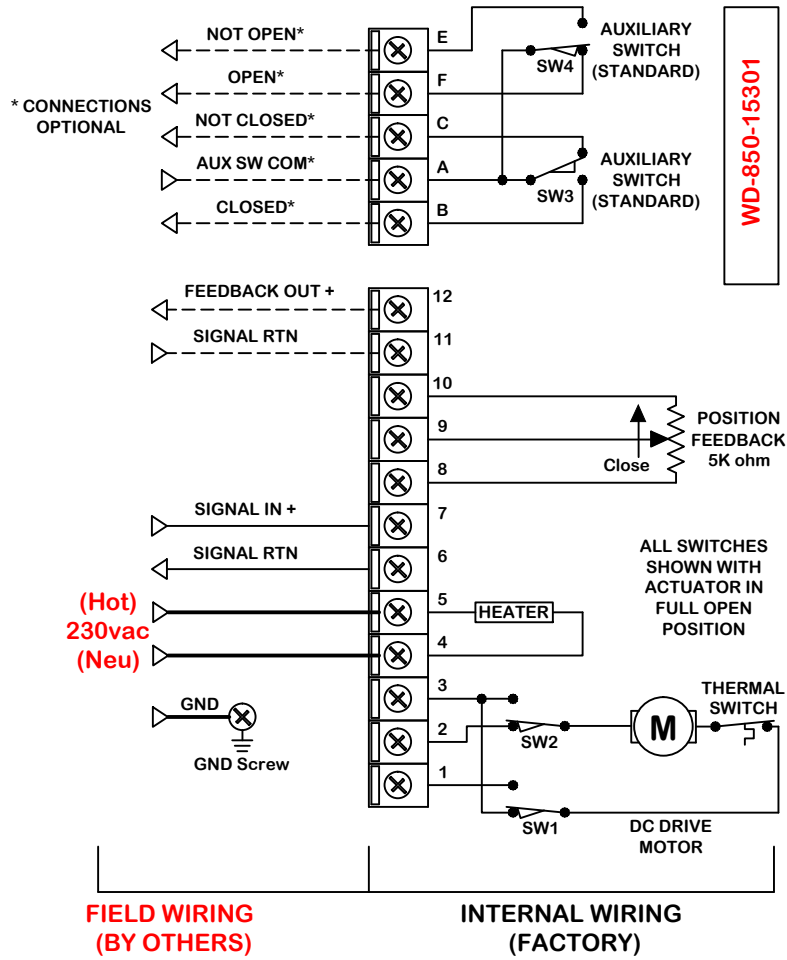 NOT OPEN*
E
AUXILIARY
SWITCH
(STANDARD)
SW4
OPEN*
F
* CONNECTIONS
OPTIONAL
NOT CLOSED*
C
AUX SW COM*
A
AUXILIARY
SWITCH
(STANDARD)
SW3
CLOSED*
B
WD-850-15301
FEEDBACK OUT +
12
SIGNAL RTN
11
10
9
8
Close
POSITION
FEEDBACK
5K ohm
SIGNAL IN +
7
SIGNAL RTN
6
ALL SWITCHES
SHOWN WITH
ACTUATOR IN
FULL OPEN
POSITION
(Hot)
230vac
(Neu)
5
HEATER
4
3
THERMAL
SWITCH
GND
GND Screw
2
SW2
M
1
SW1
DC DRIVE
MOTOR
FIELD WIRING
(BY OTHERS)
INTERNAL WIRING
(FACTORY)